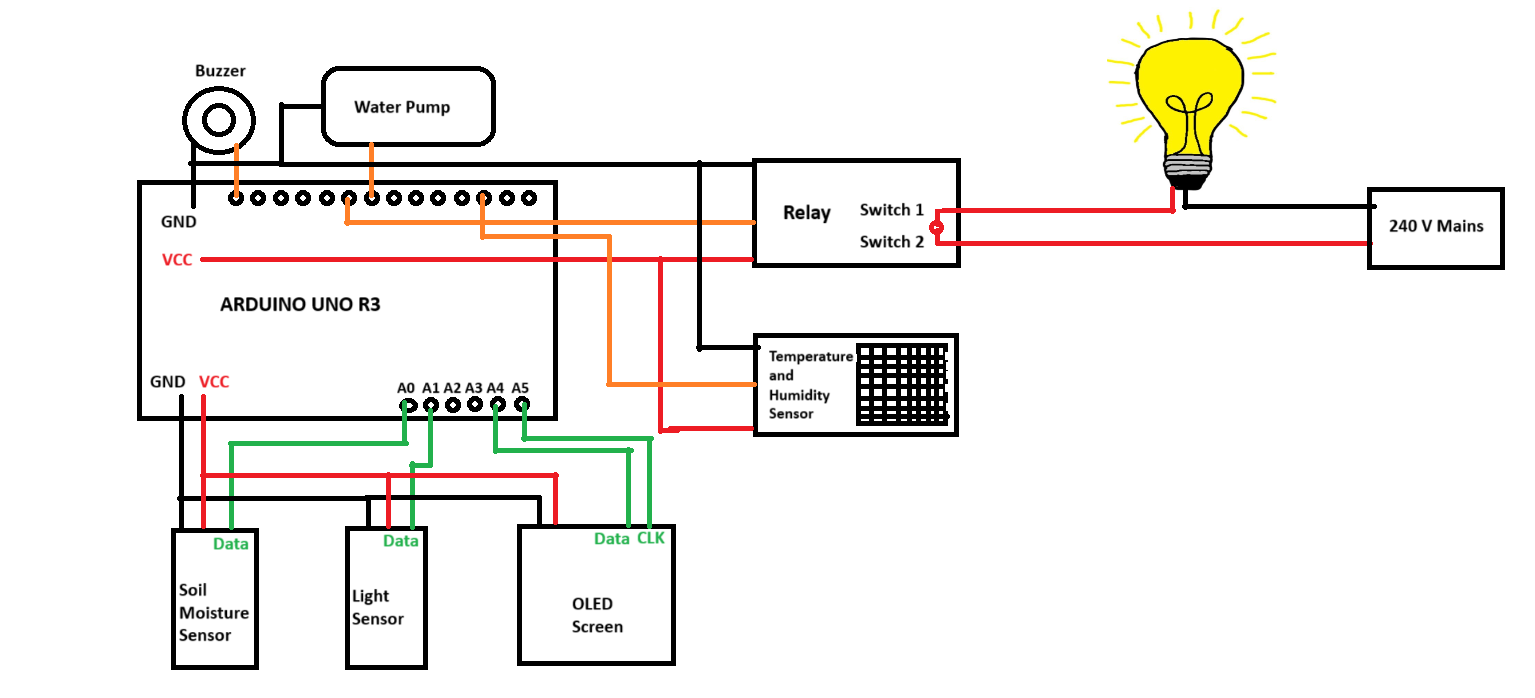 Buzzer
Water Pump
GND
Relay
Switch 1
Switch 2
240 V Mains
VCC
ARDUINO UNO R3
Temperature
and
Humidity
Sensor
GND VCC
A0 A1 A2 A3 A4 A5
Data
Soil
Moisture
Sensor
Data
Light
Sensor
Data CLK
OLED
Screen